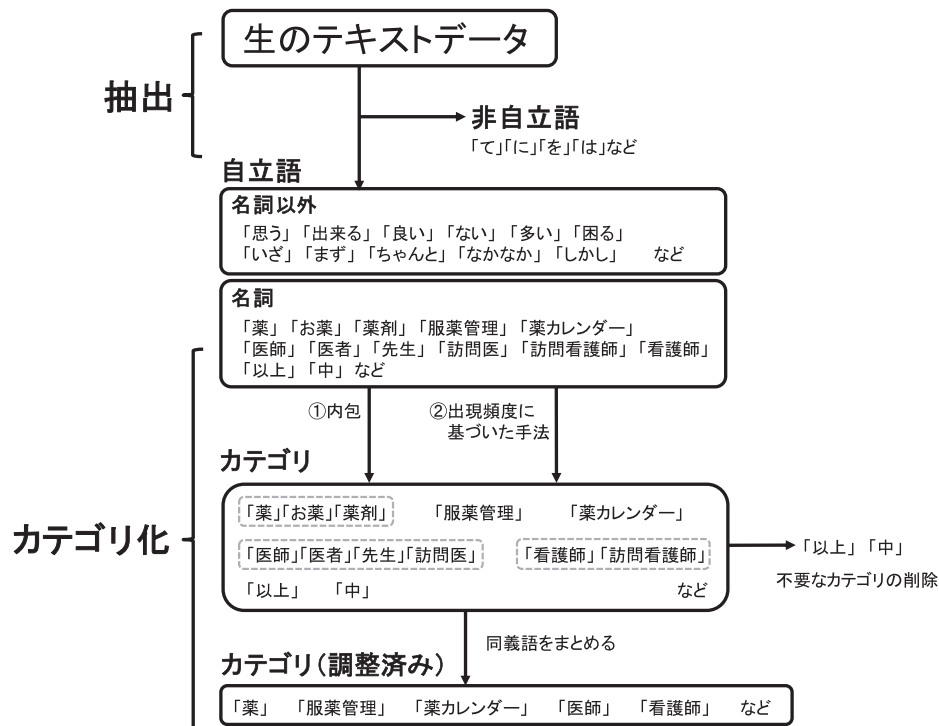 生のテキストデータ
抽出
非自立語
「て」「に」「を」「は」など
自立語
名詞以外
「思う」「出来る」「良い」「ない」「多い」「困る」
「いざ」「まず」「ちゃんと」「なかなか」「しかし」 など
名詞
「薬」「お薬」「薬剤」「服薬管理」「薬カレンダー」
「医師」「医者」「先生」「訪問医」「訪問看護師」「看護師」
「以上」「中」など
①内包
②出現頻度に
基づいた手法
カテゴリ
カテゴリ化
「薬」「お薬」「薬剤」 「服薬管理」 「薬カレンダー」
「医師」「医者」「先生」「訪問医」 「看護師」「訪問看護師」
「以上」 「中」 など
「以上」「中」
不要なカテゴリの削除
同義語をまとめる
カテゴリ(調整済み)
「薬」 「服薬管理」 「薬カレンダー」 「医師」 「看護師」 など